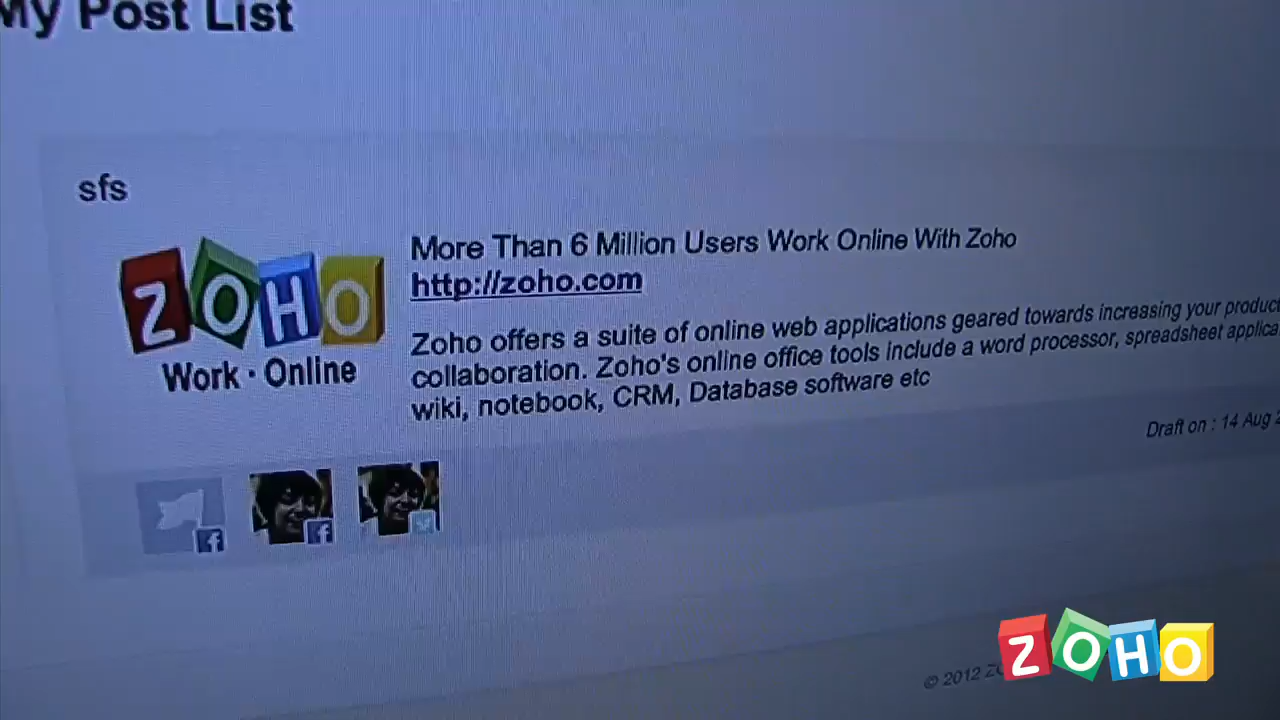 My Post List
sfs
ZOHO
Work · Online
More Than 6 Million Users Work Online With Zoho
http://zoho.com
Zoho offers a suite of online web applications geared towards increasing your
collaboration. Zoho's online office tools include a word processor, spreadsheet
wiki, notebook, CRM, Database software etc
Draft on : 14 Aug
© 2012
ZOHO